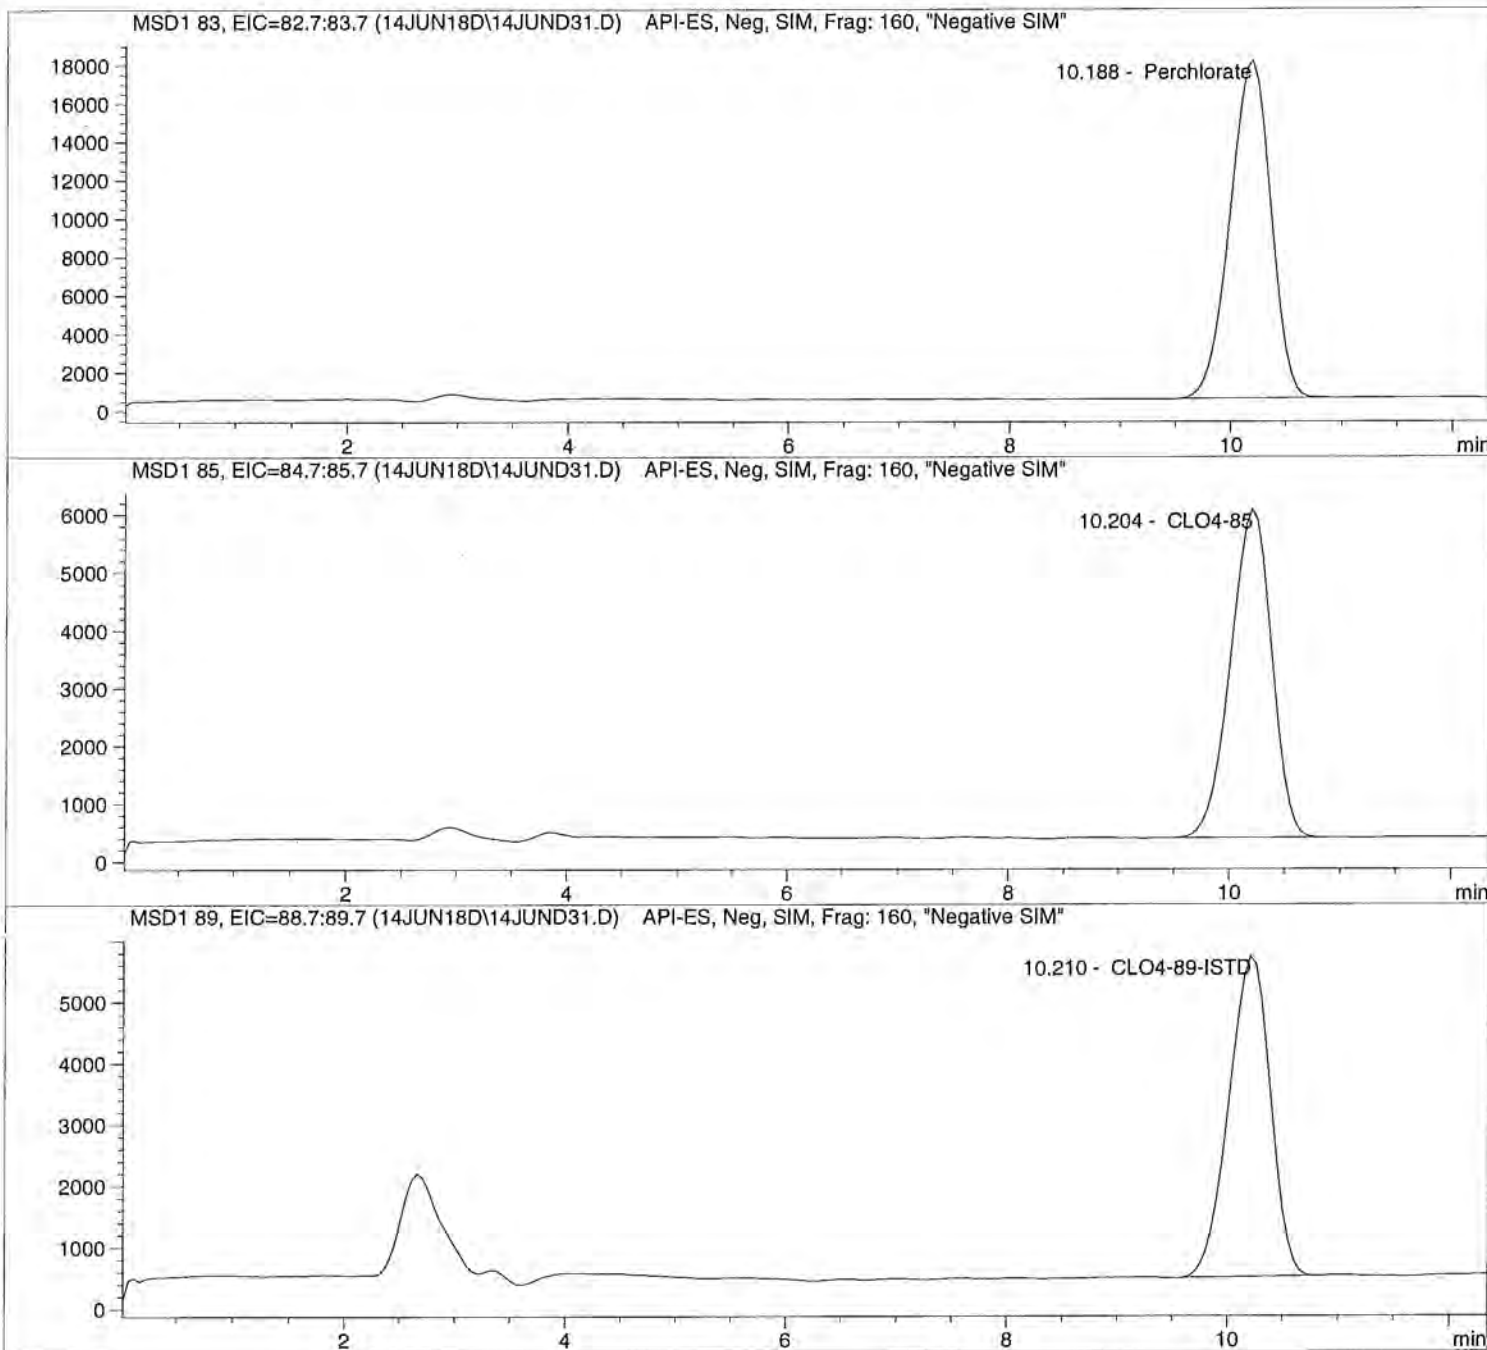 MSD1 83, EIC=82.7:83.7 (14JUN18D\14JUND31.D) API-ES, Neg, SIM, Frag: 160, "Negative SIM"
10.188 - Perchlorate
18000
16000
14000
12000
10000
8000
6000
4000
2000
0
2 4 6 8 10 min
MSD1 85, EIC=84.7:85.7 (14JUN18D\14JUND31.D) API-ES, Neg, SIM, Frag: 160, "Negative SIM"
10.204 - CLO4-85
6000
5000
4000
3000
2000
1000
0
2 4 6 8 10 min
MSD1 89, EIC=88.7:89.7 (14JUN18D\14JUND31.D) API-ES, Neg, SIM, Frag: 160, "Negative SIM"
10.210 - CLO4-89-ISTD
5000
4000
3000
2000
1000
0
2 4 6 8 10 min